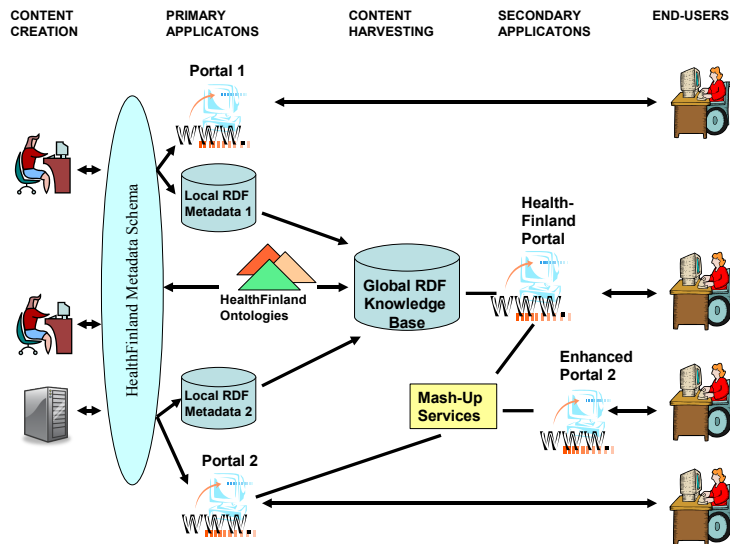 CONTENT
CREATION
PRIMARY
APPLICATONS
CONTENT
HARVESTING
SECONDARY
APPLICATONS
END-USERS
Portal 1
WWW.
HealthFinland Metadata Schema
Local RDF
Metadata 1
Health-
Finland
Portal
WWW.
HealthFinland
Ontologies
Global RDF
Knowledge
Base
Local RDF
Metadata 2
Mash-Up
Services
Enhanced
Portal 2
WWW.
Portal 2
WWW.